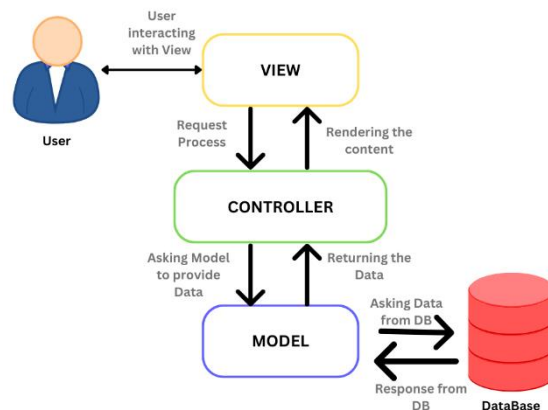 User
interacting
with View
VIEW
User
Request
Process
Rendering the
content
CONTROLLER
Asking Model
to provide
Data
Returning the
Data
Asking Data
from DB
MODEL
Response from
DB
DataBase